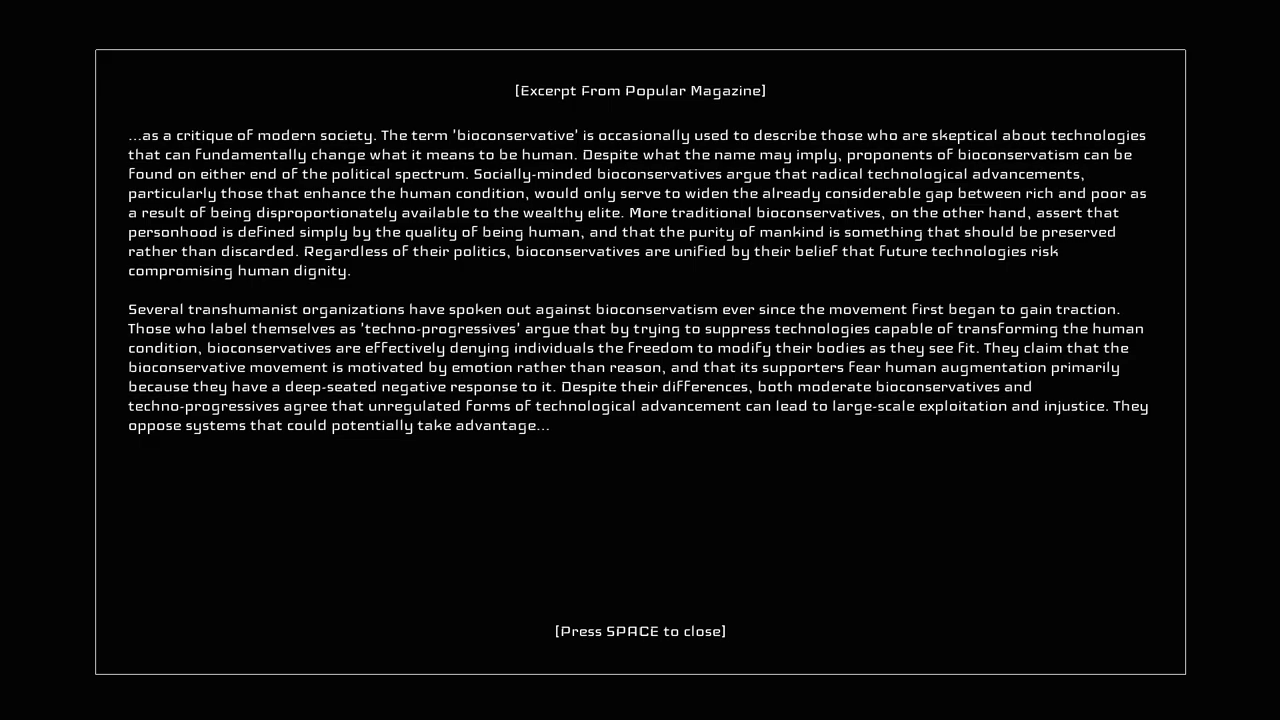 [Excerpt From Popular Magazine]
...as a critique of modern society. The term 'bioconservative' is occasionally used to describe those who are skeptical about technologies
that can fundamentally change what it means to be human. Despite what the name may imply, proponents of bioconservatism can be
found on either end of the political spectrum. Socially-minded bioconservatives argue that radical technological advancements,
particularly those that enhance the human condition, would only serve to widen the already considerable gap between rich and poor as
a result of being disproportionately available to the wealthy elite. More traditional bioconservatives, on the other hand, assert that
personhood is defined simply by the quality of being human, and that the purity of mankind is something that should be preserved
rather than discarded. Regardless of their politics, bioconservatives are unified by their belief that future technologies risk
compromising human dignity.
Several transhumanist organizations have spoken out against bioconservatism ever since the movement first began to gain traction.
Those who label themselves as 'techno-progressives' argue that by trying to suppress technologies capable of transforming the human
condition, bioconservatives are effectively denying individuals the freedom to modify their bodies as they see fit. They claim that the
bioconservative movement is motivated by emotion rather than reason, and that its supporters fear human augmentation primarily
because they have a deep-seated negative response to it. Despite their differences, both moderate bioconservatives and
techno-progressives agree that unregulated forms of technological advancement can lead to large-scale exploitation and injustice. They
oppose systems that could potentially take advantage...
[Press SPACE to close]